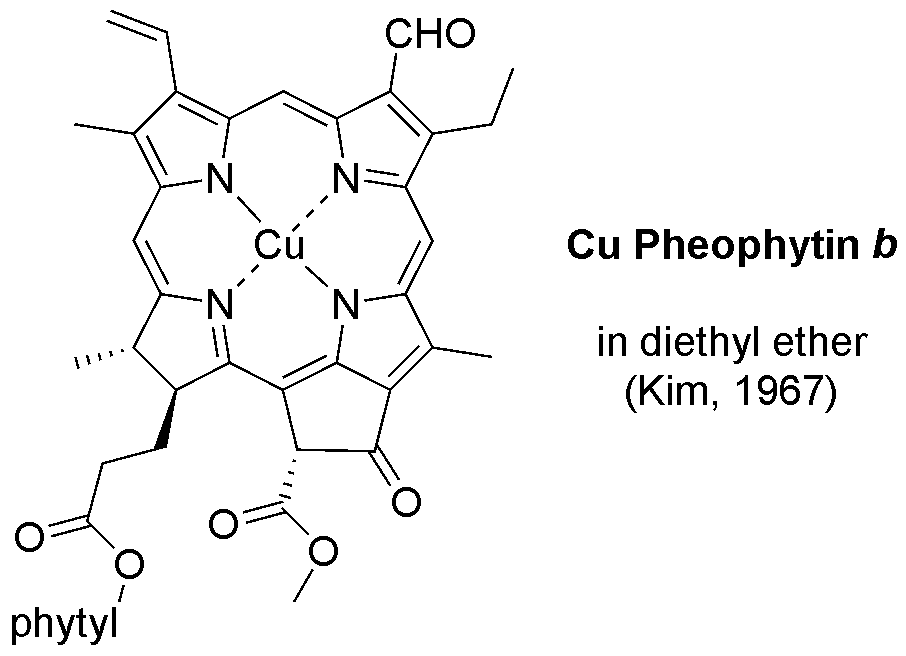 CHO
N
N
Cu
Cu Pheophytin b
N
N
in diethyl ether
(Kim, 1967)
O
O
O
O
O
phytyl